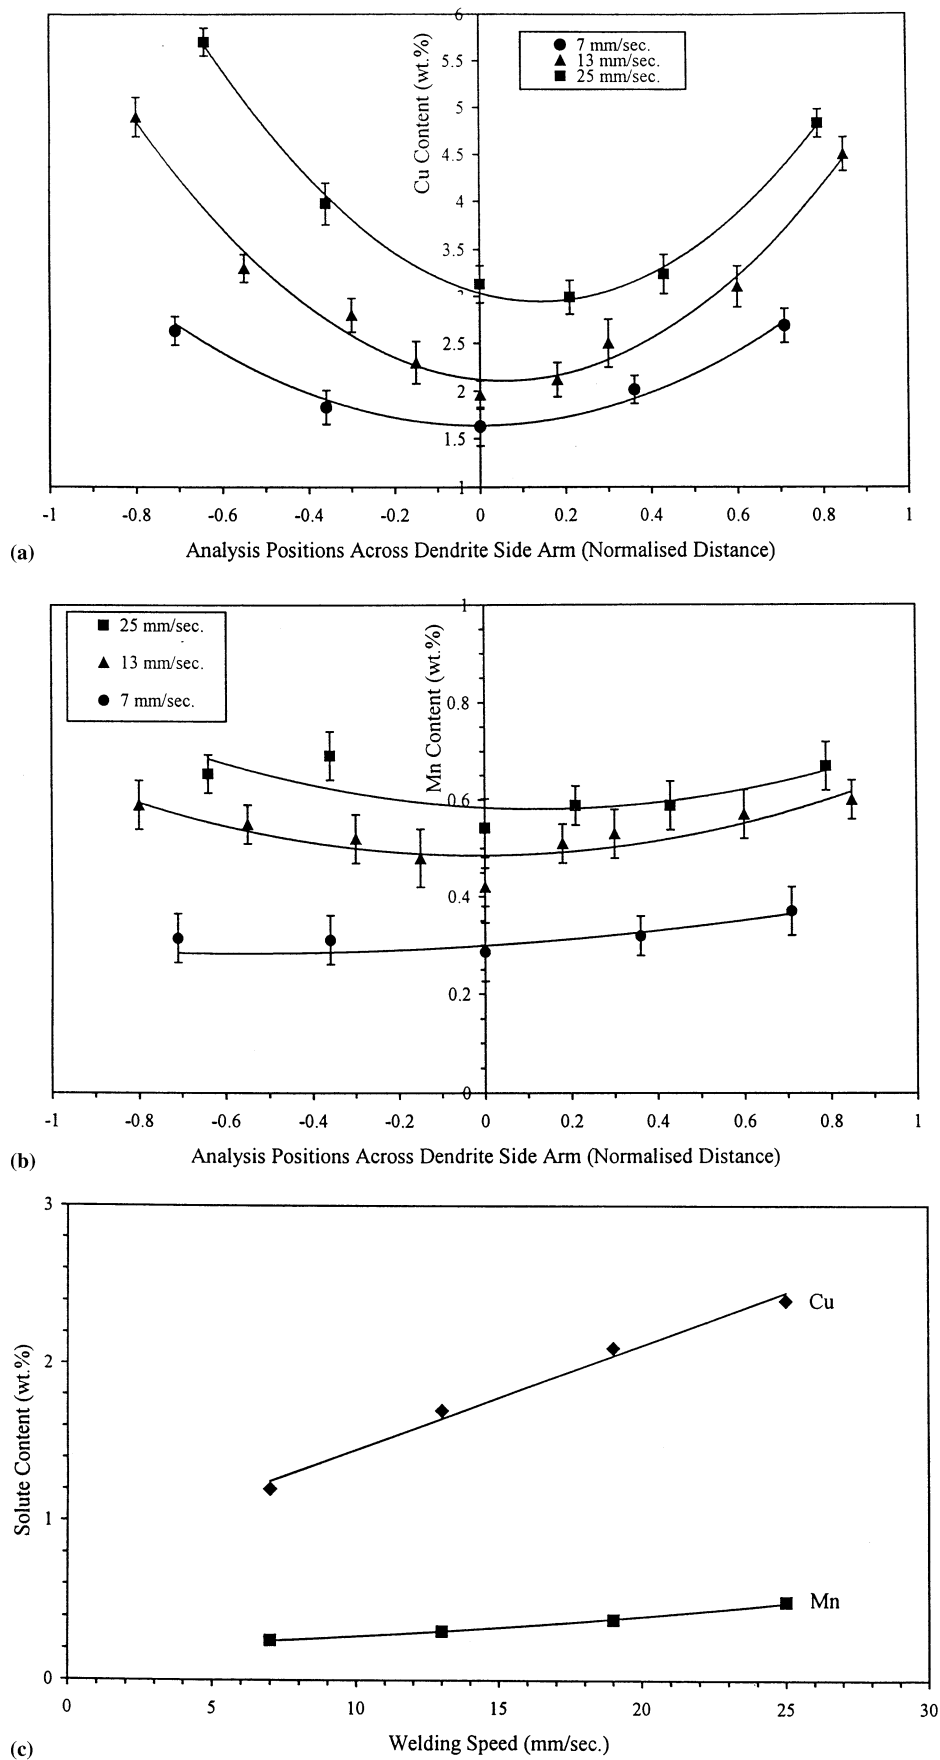 6
5.5
5
4.5
4
3.5
3
2.5
2
1.5
1
Cu Content (wt.%)
7 mm/sec.
13 mm/sec.
25 mm/sec.
-1 -0.8 -0.6 -0.4 -0.2 0 0.2 0.4 0.6 0.8 1
(a) Analysis Positions Across Dendrite Side Arm (Normalised Distance)
25 mm/sec.
13 mm/sec.
7 mm/sec.
1
0.8
0.6
0.4
0.2
0
Mn Content (wt.%)
-1 -0.8 -0.6 -0.4 -0.2 0 0.2 0.4 0.6 0.8 1
(b) Analysis Positions Across Dendrite Side Arm (Normalised Distance)
3
2
1
0
Solute Content (wt.%)
Cu
Mn
0 5 10 15 20 25 30
(c) Welding Speed (mm/sec.)